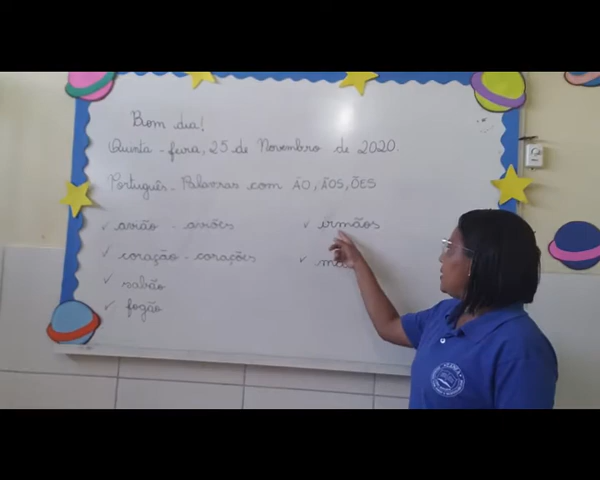 Bom dia!
Quinta-feira, 25 de Novembro de 2020.
Português - Palavras com ÃO, ÃOS, ÕES
✓ avião - aviões
✓ irmãos
✓ coração - corações
✓
✓ sabão
✓ fogão